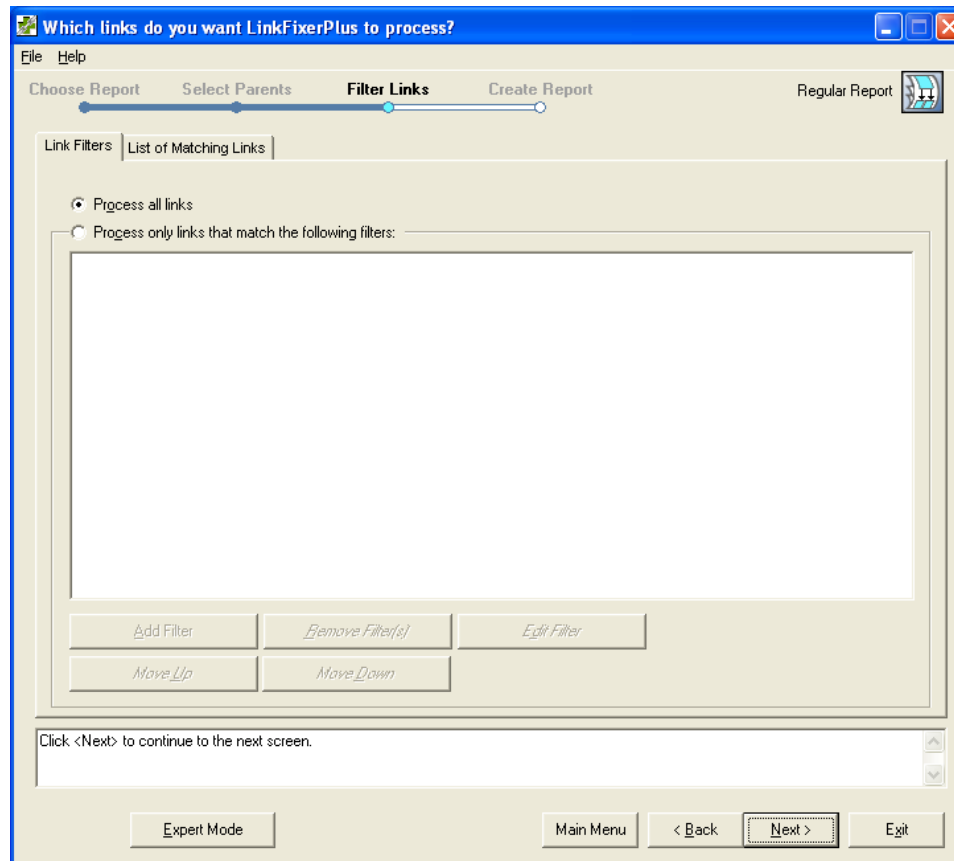 Which links do you want LinkFixerPlus to process?
File Help
Choose Report Select Parents Filter Links Create Report Regular Report
Link Filters List of Matching Links
Process all links
Process only links that match the following filters:
Add Filter Remove Filter(s) Edit Filter
Move Up Move Down
Click <Next> to continue to the next screen.
Expert Mode Main Menu < Back Next > Exit